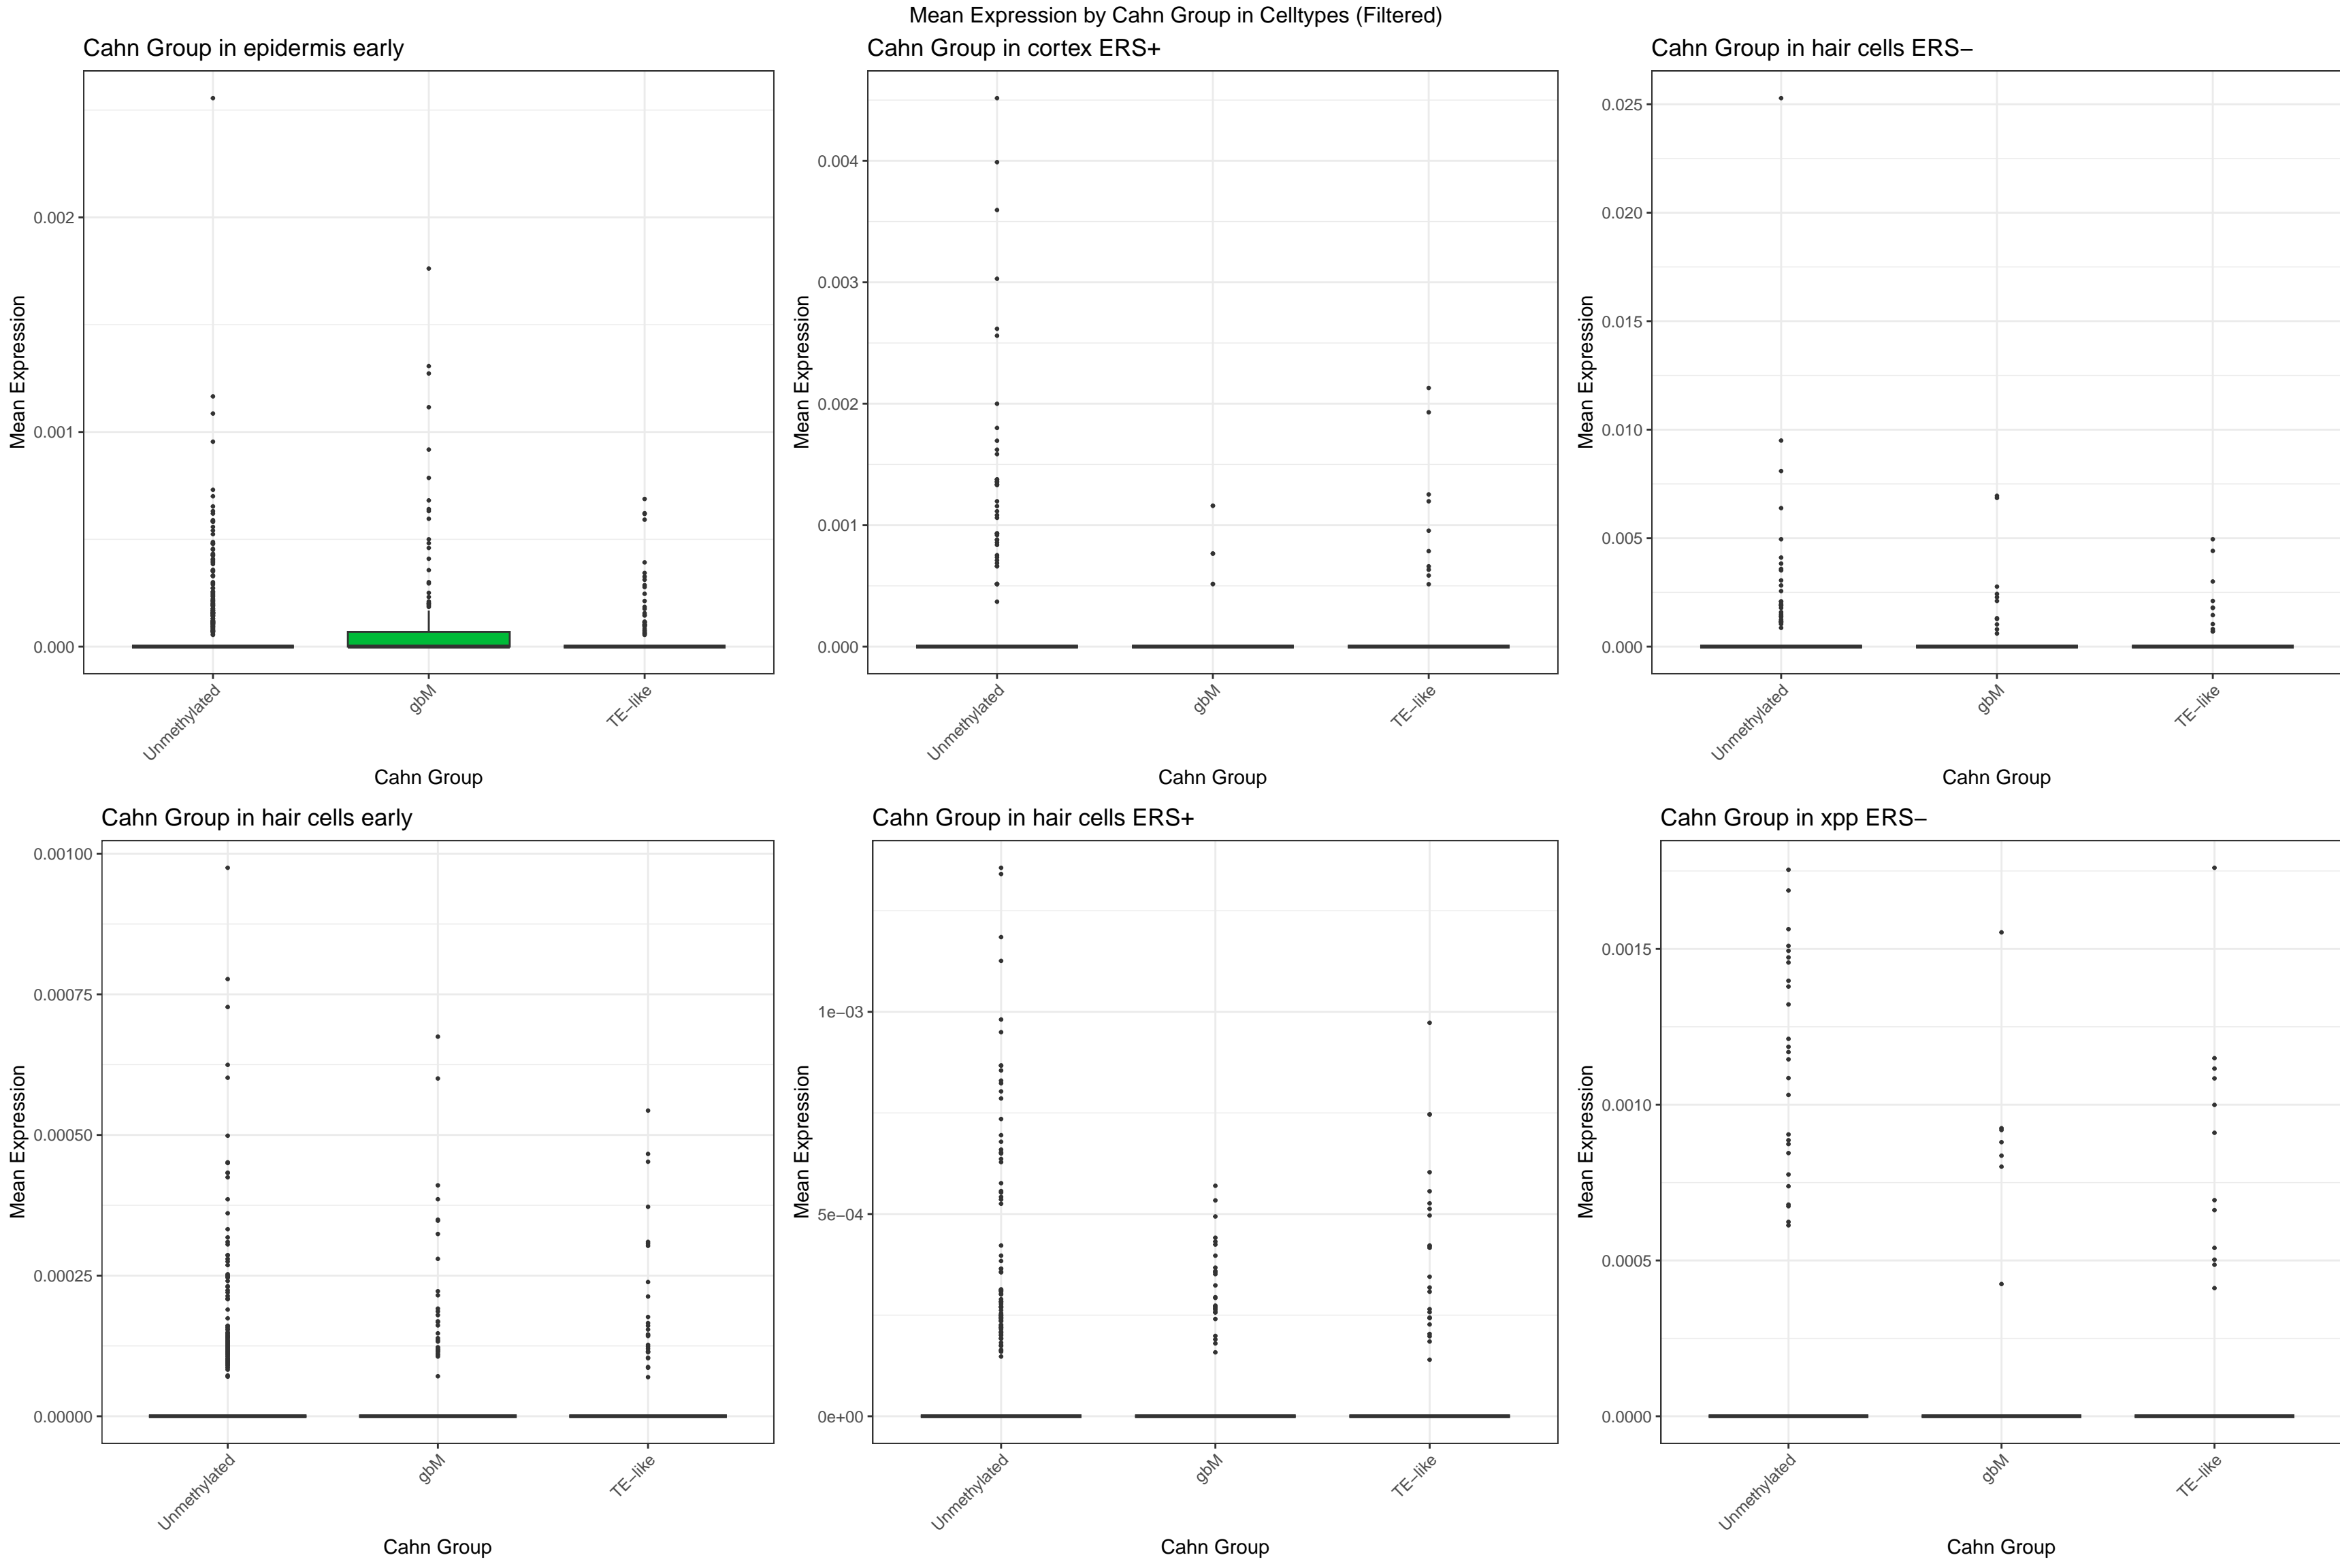 Mean Expression by Cahn Group in Celltypes (Filtered)
Cahn Group in epidermis early
Mean Expression
0.002
0.001
0.000
Unmethylated
gbM
TE−like
Cahn Group
Cahn Group in cortex ERS+
Mean Expression
0.004
0.003
0.002
0.001
0.000
Unmethylated
gbM
TE−like
Cahn Group
Cahn Group in hair cells ERS−
Mean Expression
0.025
0.020
0.015
0.010
0.005
0.000
Unmethylated
gbM
TE−like
Cahn Group
Cahn Group in hair cells early
Mean Expression
0.00100
0.00075
0.00050
0.00025
0.00000
Unmethylated
gbM
TE−like
Cahn Group
Cahn Group in hair cells ERS+
Mean Expression
1e−03
5e−04
0e+00
Unmethylated
gbM
TE−like
Cahn Group
Cahn Group in xpp ERS−
Mean Expression
0.0015
0.0010
0.0005
0.0000
Unmethylated
gbM
TE−like
Cahn Group